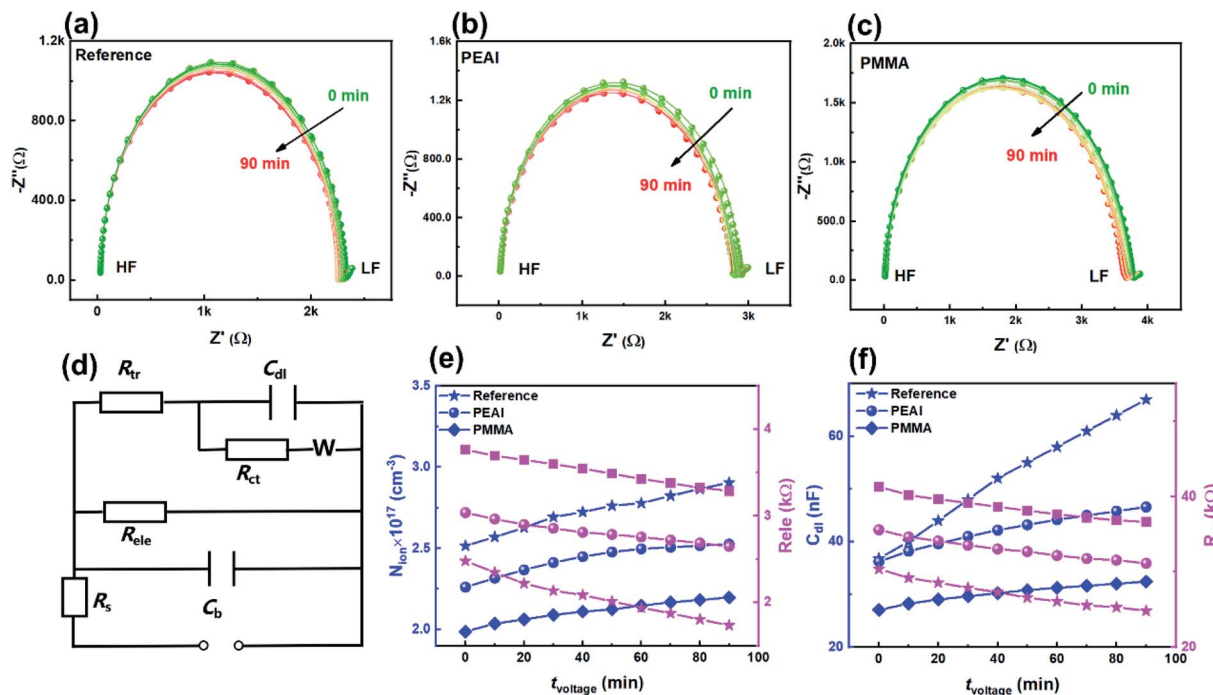 (a)
Reference
-Z''(Ω)
1.2k
800.0
400.0
0.0
0 min
90 min
HF
LF
0
1k
2k
Z' (Ω)
(b)
PEAI
-Z''(Ω)
1.6k
1.2k
800.0
400.0
0.0
0 min
90 min
HF
LF
0
1k
2k
3k
Z' (Ω)
(c)
PMMA
-Z''(Ω)
2.0k
1.5k
1.0k
500.0
0.0
0 min
90 min
HF
LF
0
1k
2k
3k
4k
Z' (Ω)
(d)
Rtr
Cdl
Rct
W
Rele
Rs
Cb
(e)
Reference
PEAI
PMMA
Nion×10¹⁷ (cm⁻³)
3.5
3.0
2.5
2.0
Rele (kΩ)
4
3
2
1
0
20
40
60
80
100
tvoltage (min)
(f)
Reference
PEAI
PMMA
Cdl (nF)
60
40
20
40
20
0
20
40
60
80
100
tvoltage (min)